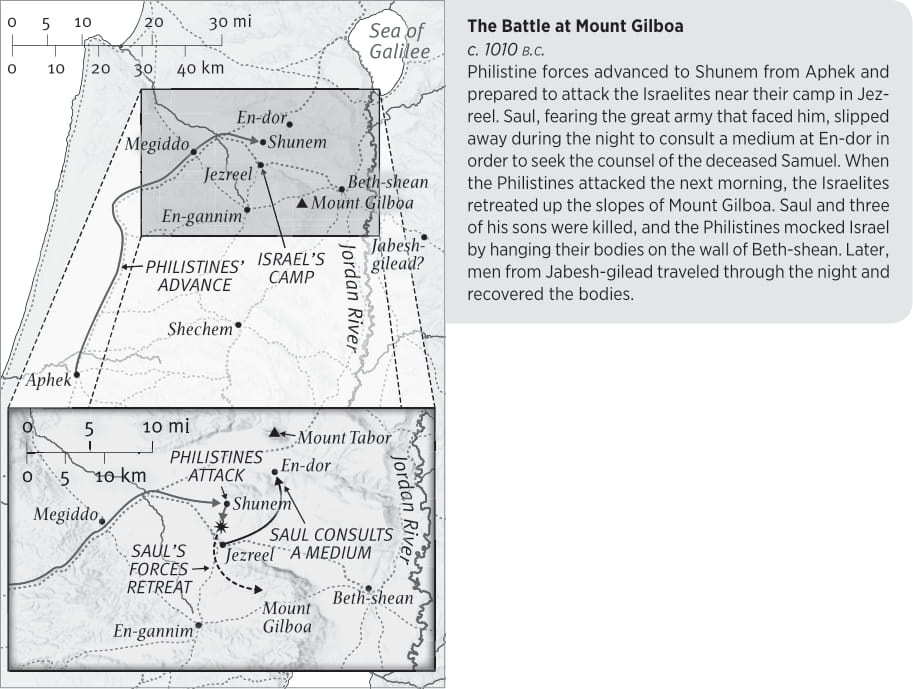 0 5 10 20 30 mi
0 10 20 30 40 km
Sea of
Galilee
En-dor
Megiddo
Shunem
Jezreel
Beth-shean
Mount Gilboa
En-gannim
Jabesh-
gilead?
PHILISTINES'
ADVANCE
ISRAEL'S
CAMP
Jordan River
Shechem
Aphek
0 5 10 mi
0 5 10 km
Mount Tabor
PHILISTINES
ATTACK
En-dor
Jordan River
Megiddo
Shunem
SAUL CONSULTS
A MEDIUM
SAUL'S
FORCES
RETREAT
Jezreel
Mount
Gilboa
Beth-shean
En-gannim
The Battle at Mount Gilboa
c. 1010 B.C.
Philistine forces advanced to Shunem from Aphek and
prepared to attack the Israelites near their camp in Jez-
reel. Saul, fearing the great army that faced him, slipped
away during the night to consult a medium at En-dor in
order to seek the counsel of the deceased Samuel. When
the Philistines attacked the next morning, the Israelites
retreated up the slopes of Mount Gilboa. Saul and three
of his sons were killed, and the Philistines mocked Israel
by hanging their bodies on the wall of Beth-shean. Later,
men from Jabesh-gilead traveled through the night and
recovered the bodies.